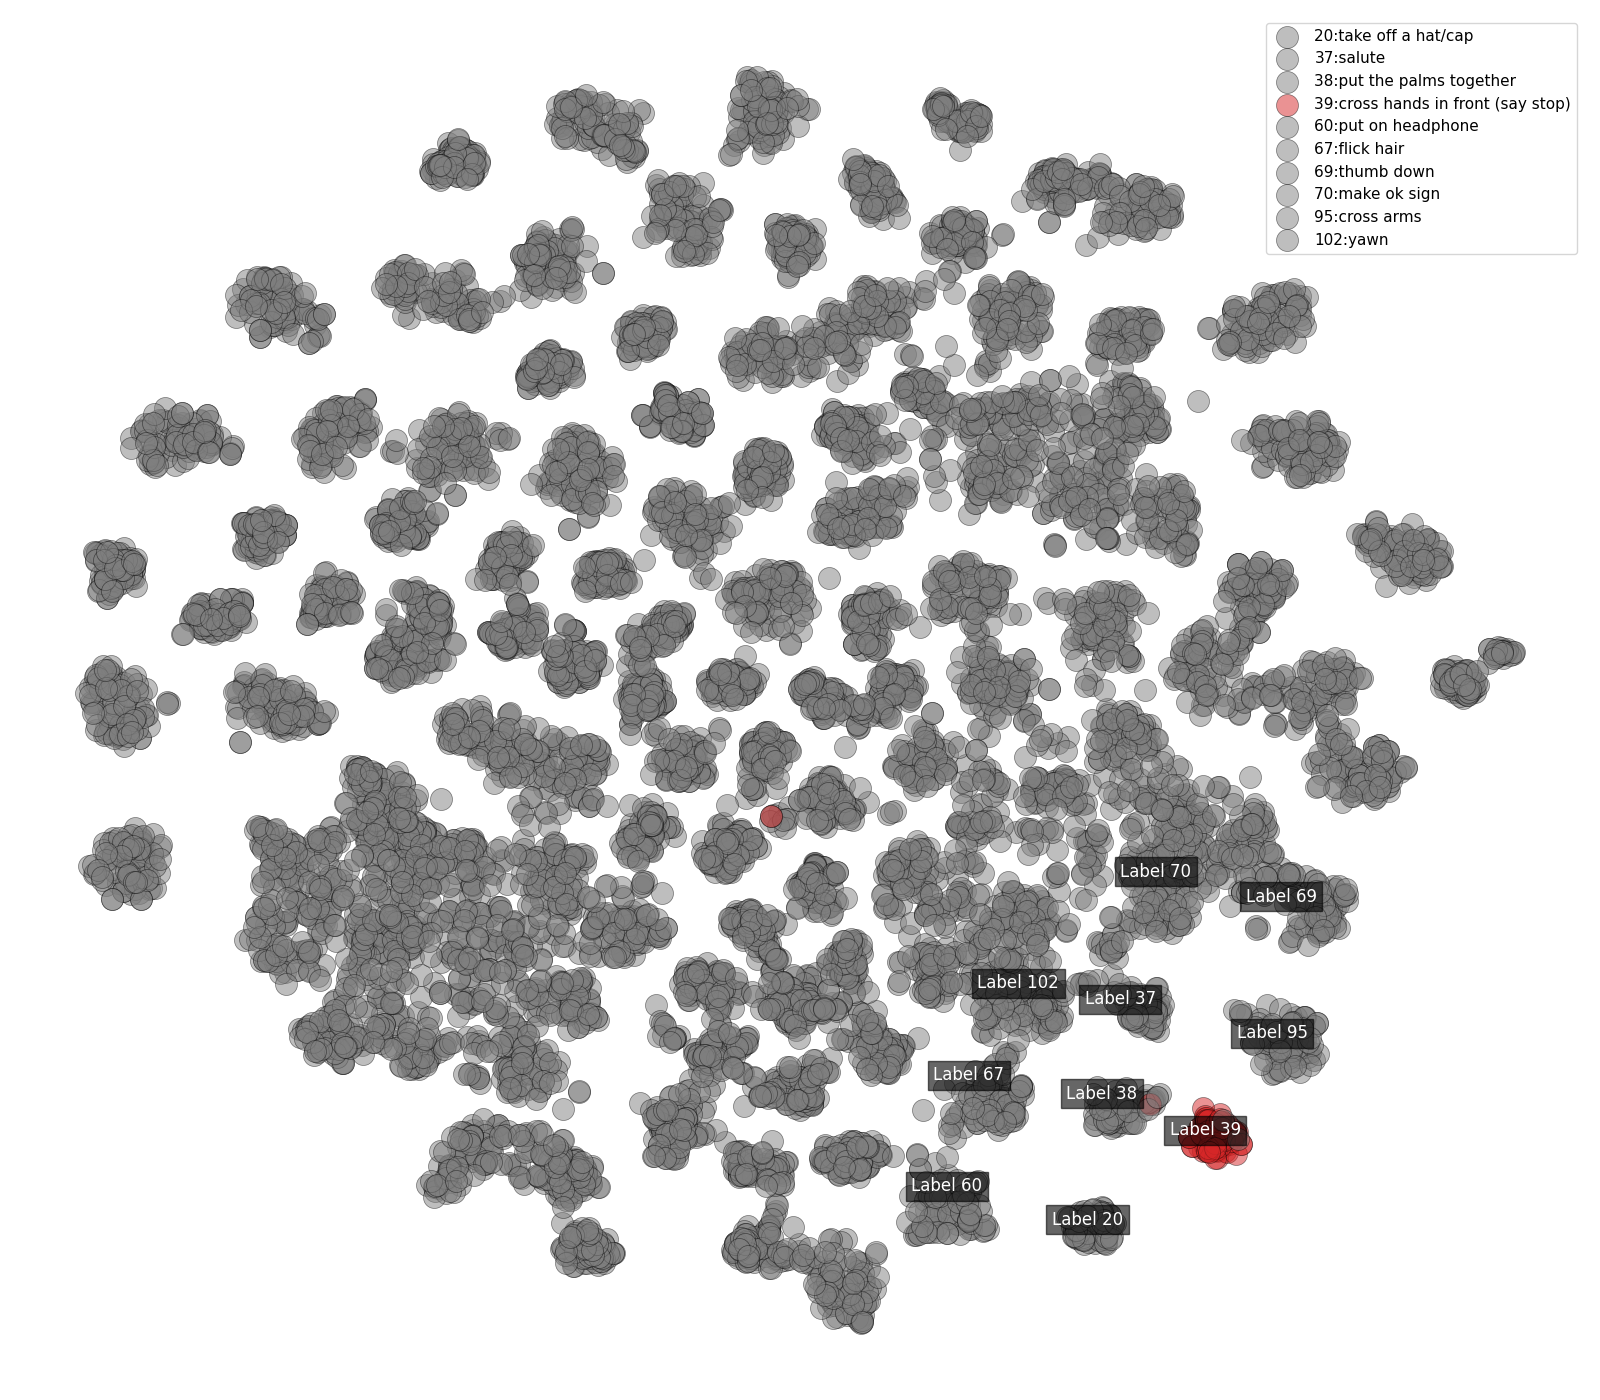 20:take off a hat/cap
37:salute
38:put the palms together
39:cross hands in front (say stop)
60:put on headphone
67:flick hair
69:thumb down
70:make ok sign
95:cross arms
102:yawn
Label 70
Label 69
Label 102
Label 37
Label 95
Label 67
Label 38
Label 39
Label 60
Label 20